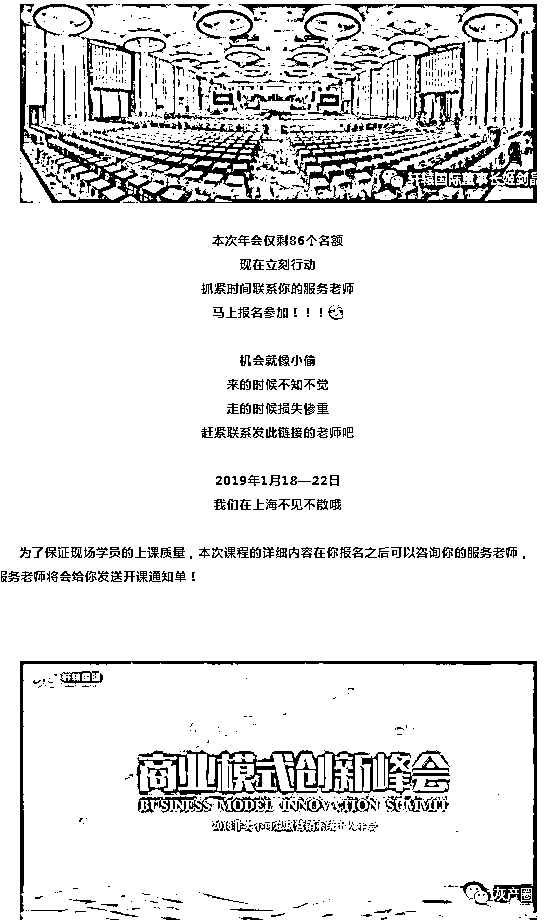 轩辕国际董事长姬剑晶
本次年会仅剩86个名额
现在立刻行动
抓紧时间联系你的服务老师
马上报名参加！！！
机会就像小偷
来的时候不知不觉
走的时候损失惨重
赶紧联系发此链接的老师吧
2019年1月18—22日
我们在上海不见不散哦
为了保证现场学员的上课质量，本次课程的详细内容在你报名之后可以咨询你的服务老师，
服务老师将会给你发送开课通知单！
轩辕国际
商业模式创新峰会
BUSINESS MODEL INNOVATION SUMMIT
灰产圈